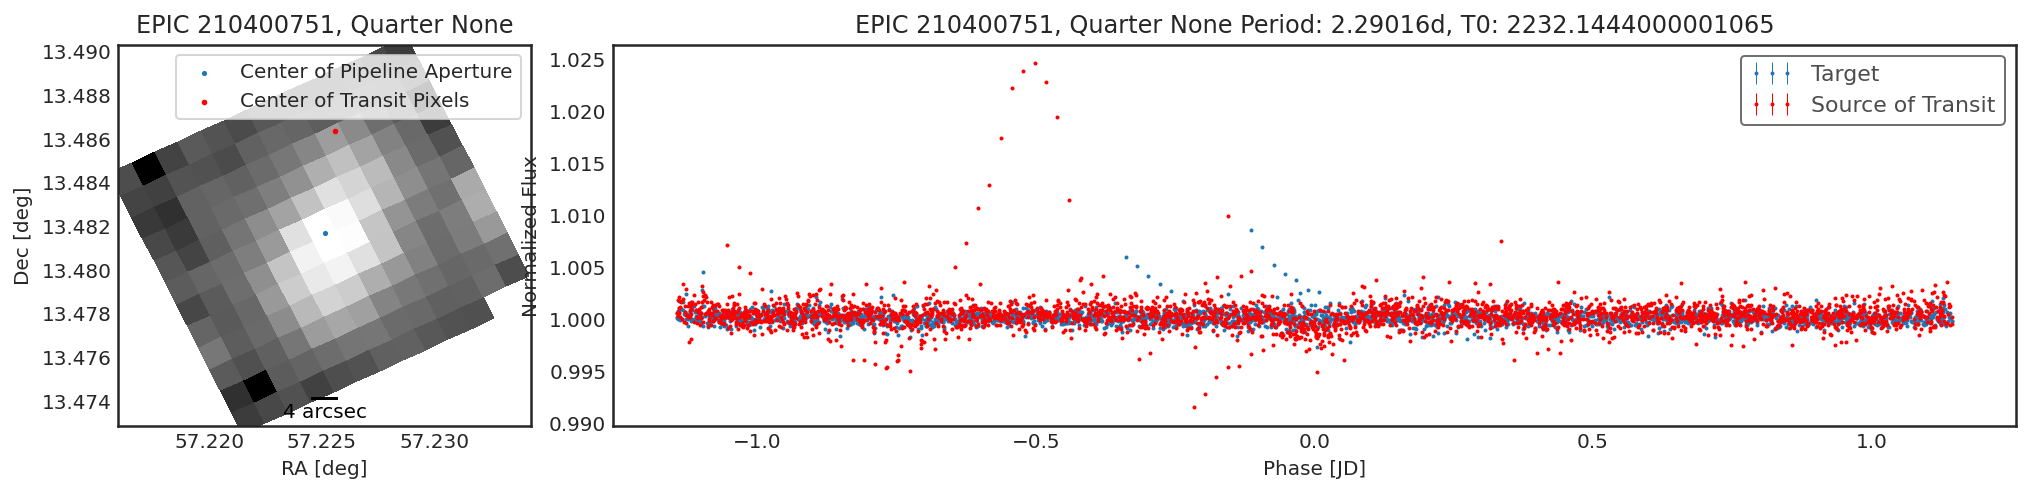 EPIC 210400751, Quarter None
Center of Pipeline Aperture
Center of Transit Pixels
13.490
13.488
13.486
13.484
13.482
13.480
13.478
13.476
13.474
Dec [deg]
4 arcsec
57.220 57.225 57.230
RA [deg]
EPIC 210400751, Quarter None Period: 2.29016d, T0: 2232.1444000001065
Target
Source of Transit
1.025
1.020
1.015
1.010
1.005
1.000
0.995
0.990
Normalized Flux
−1.0 −0.5 0.0 0.5 1.0
Phase [JD]